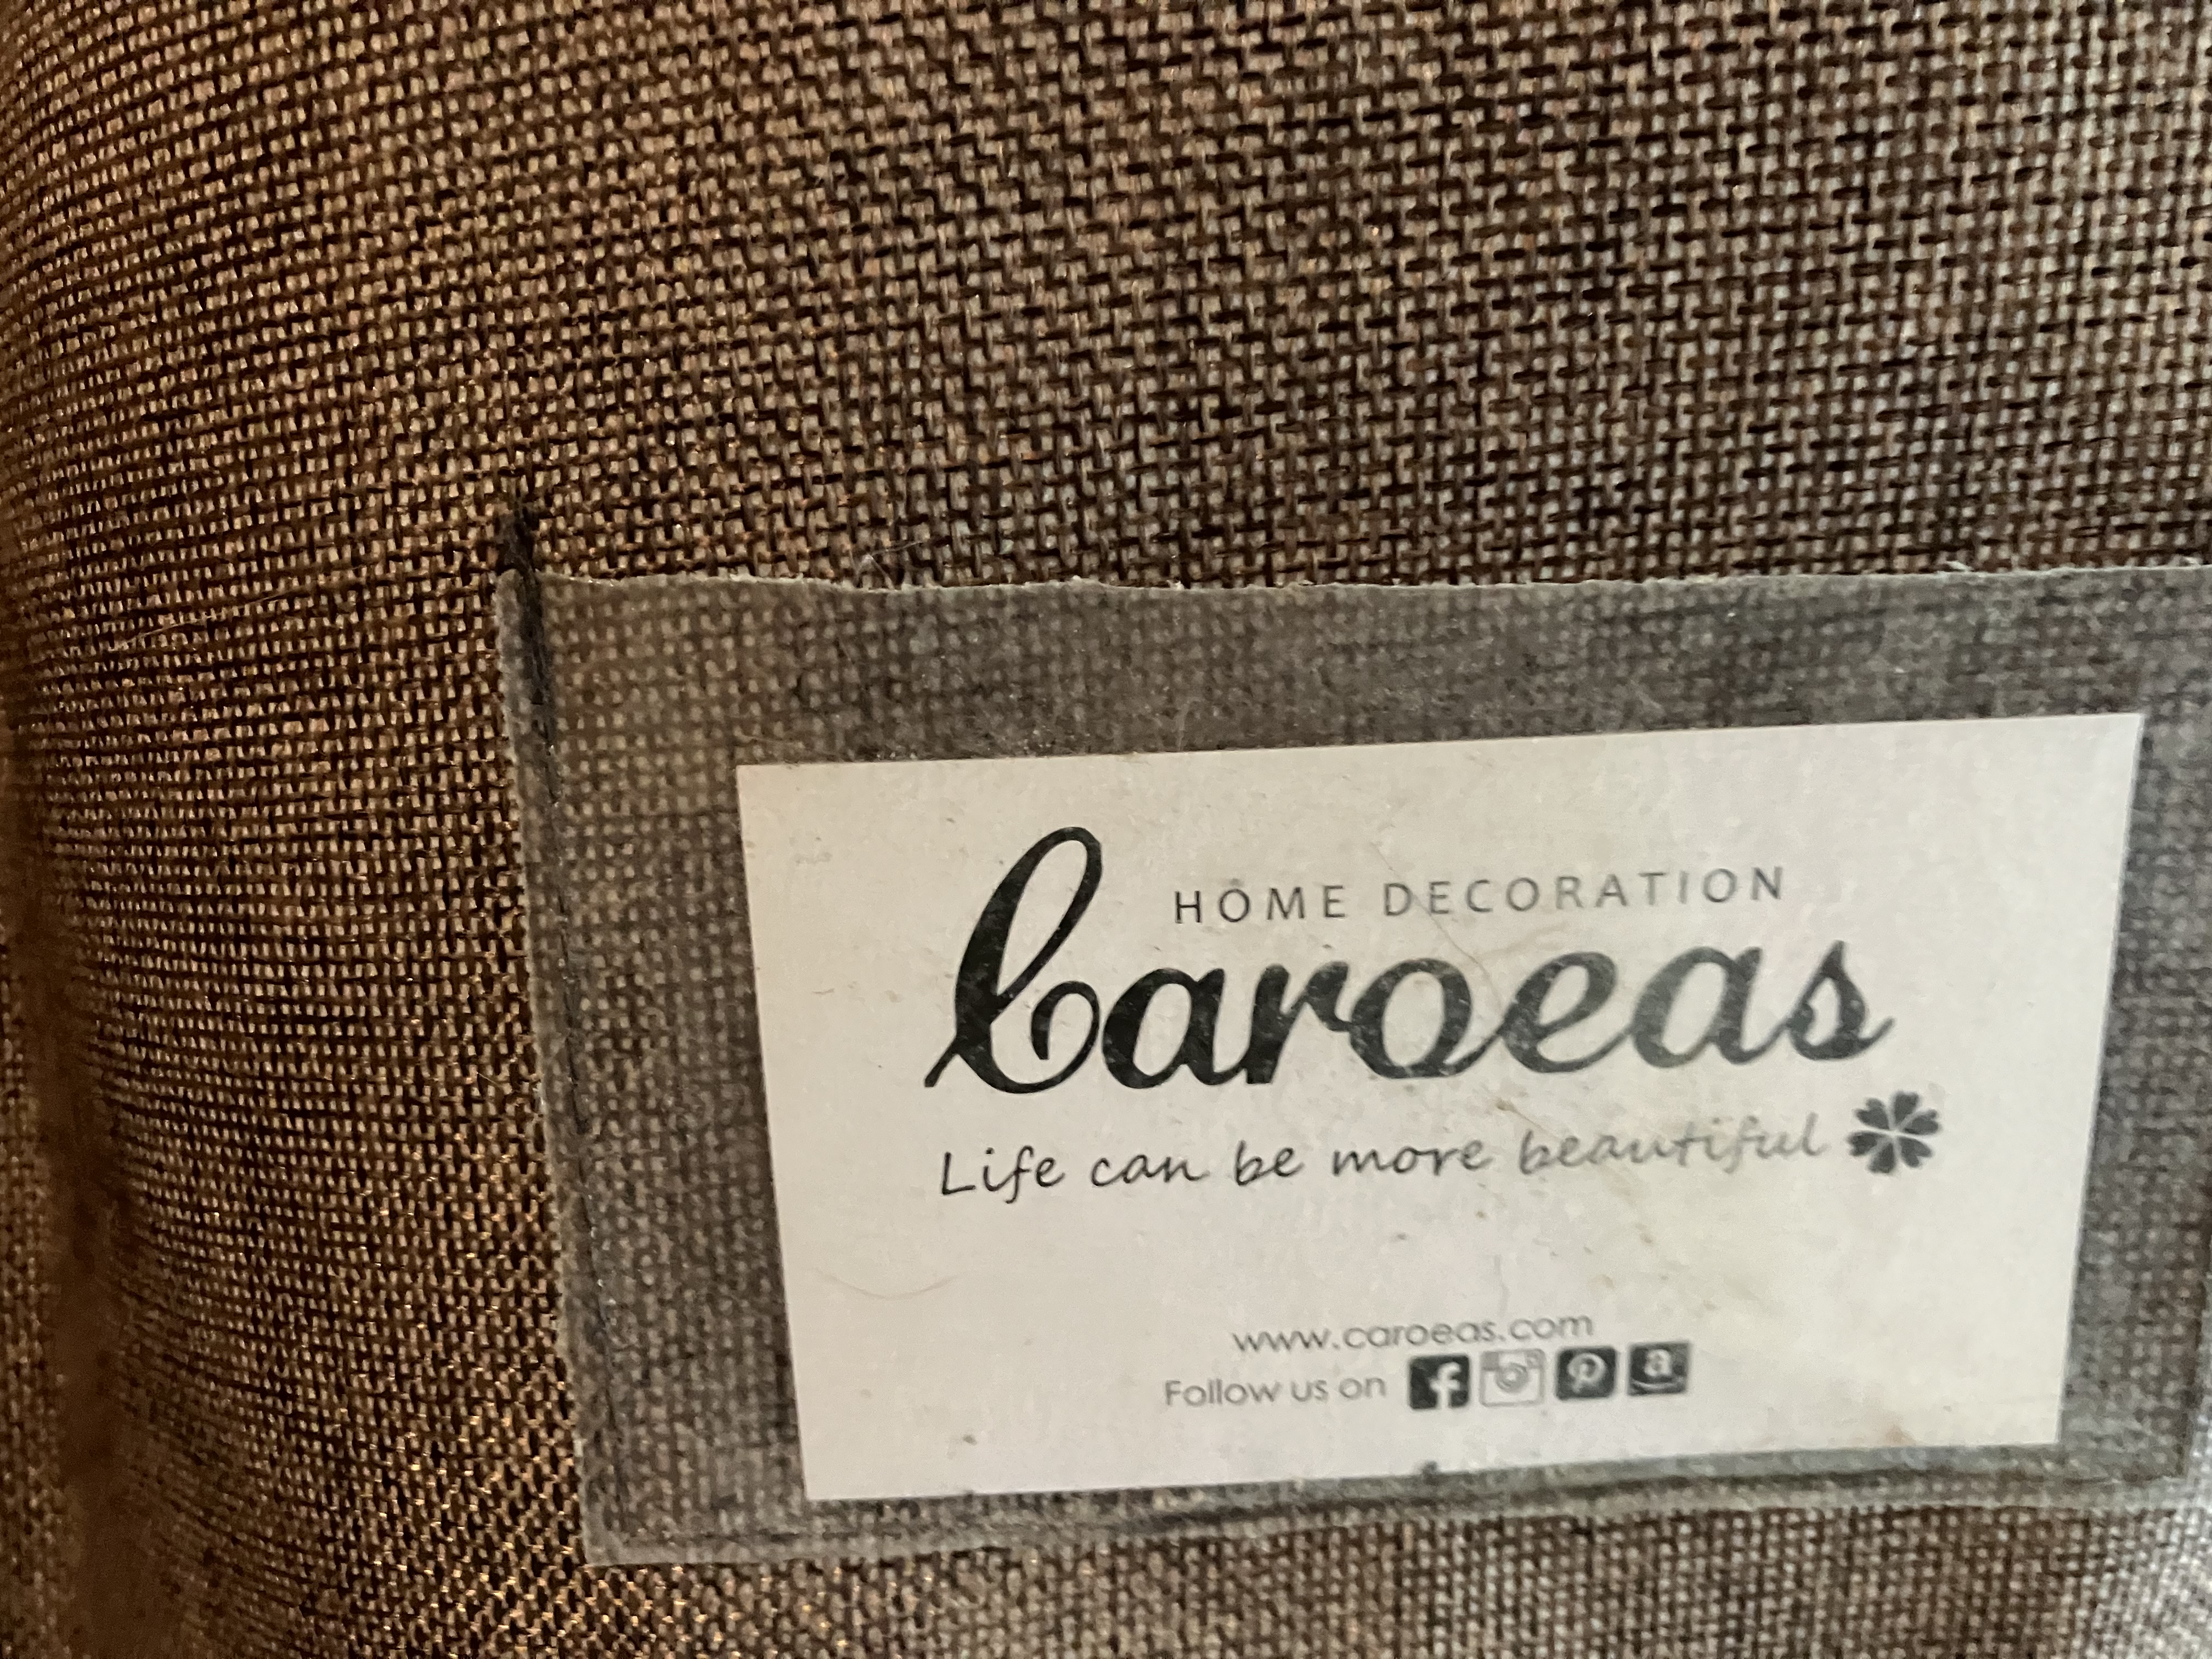 HOME DECORATION
Caroeas
Life can be more beautiful
www.caroeas.com
Follow us on